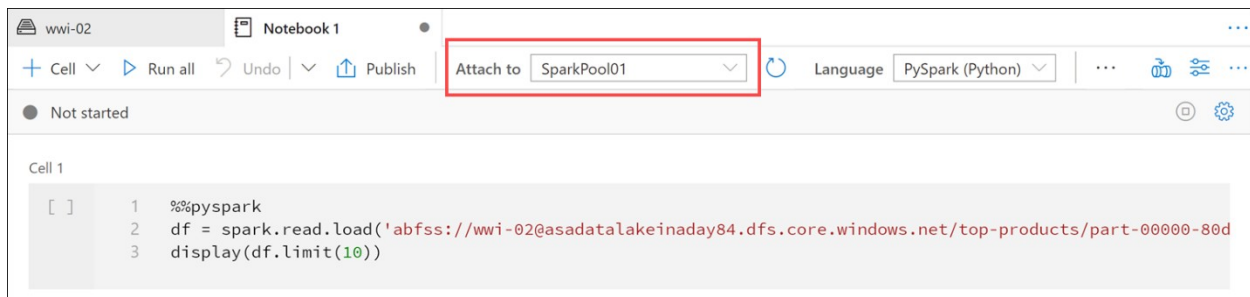 wwi-02 Notebook 1
+ Cell Run all Undo Publish Attach to SparkPool01 Language PySpark (Python) ...
Not started
Cell 1
[ ] 1 %%pyspark
2 df = spark.read.load('abfss://wwi-02@asadatalakeinaday84.dfs.core.windows.net/top-products/part-00000-80d
3 display(df.limit(10))